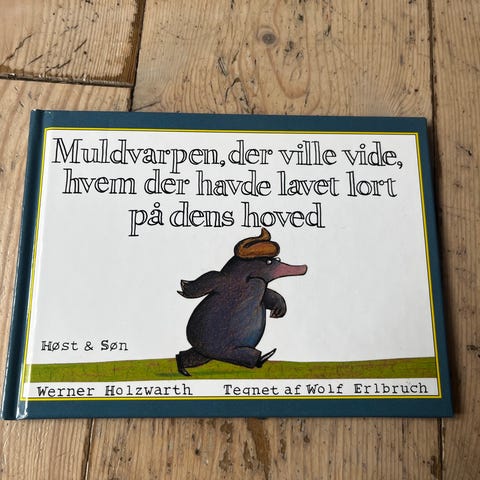 Muldvarpen, der ville vide,
hvem der havde lavet lort
på dens hoved
Høst & Søn
Werner Holzwarth Tegnet af Wolf Erlbruch